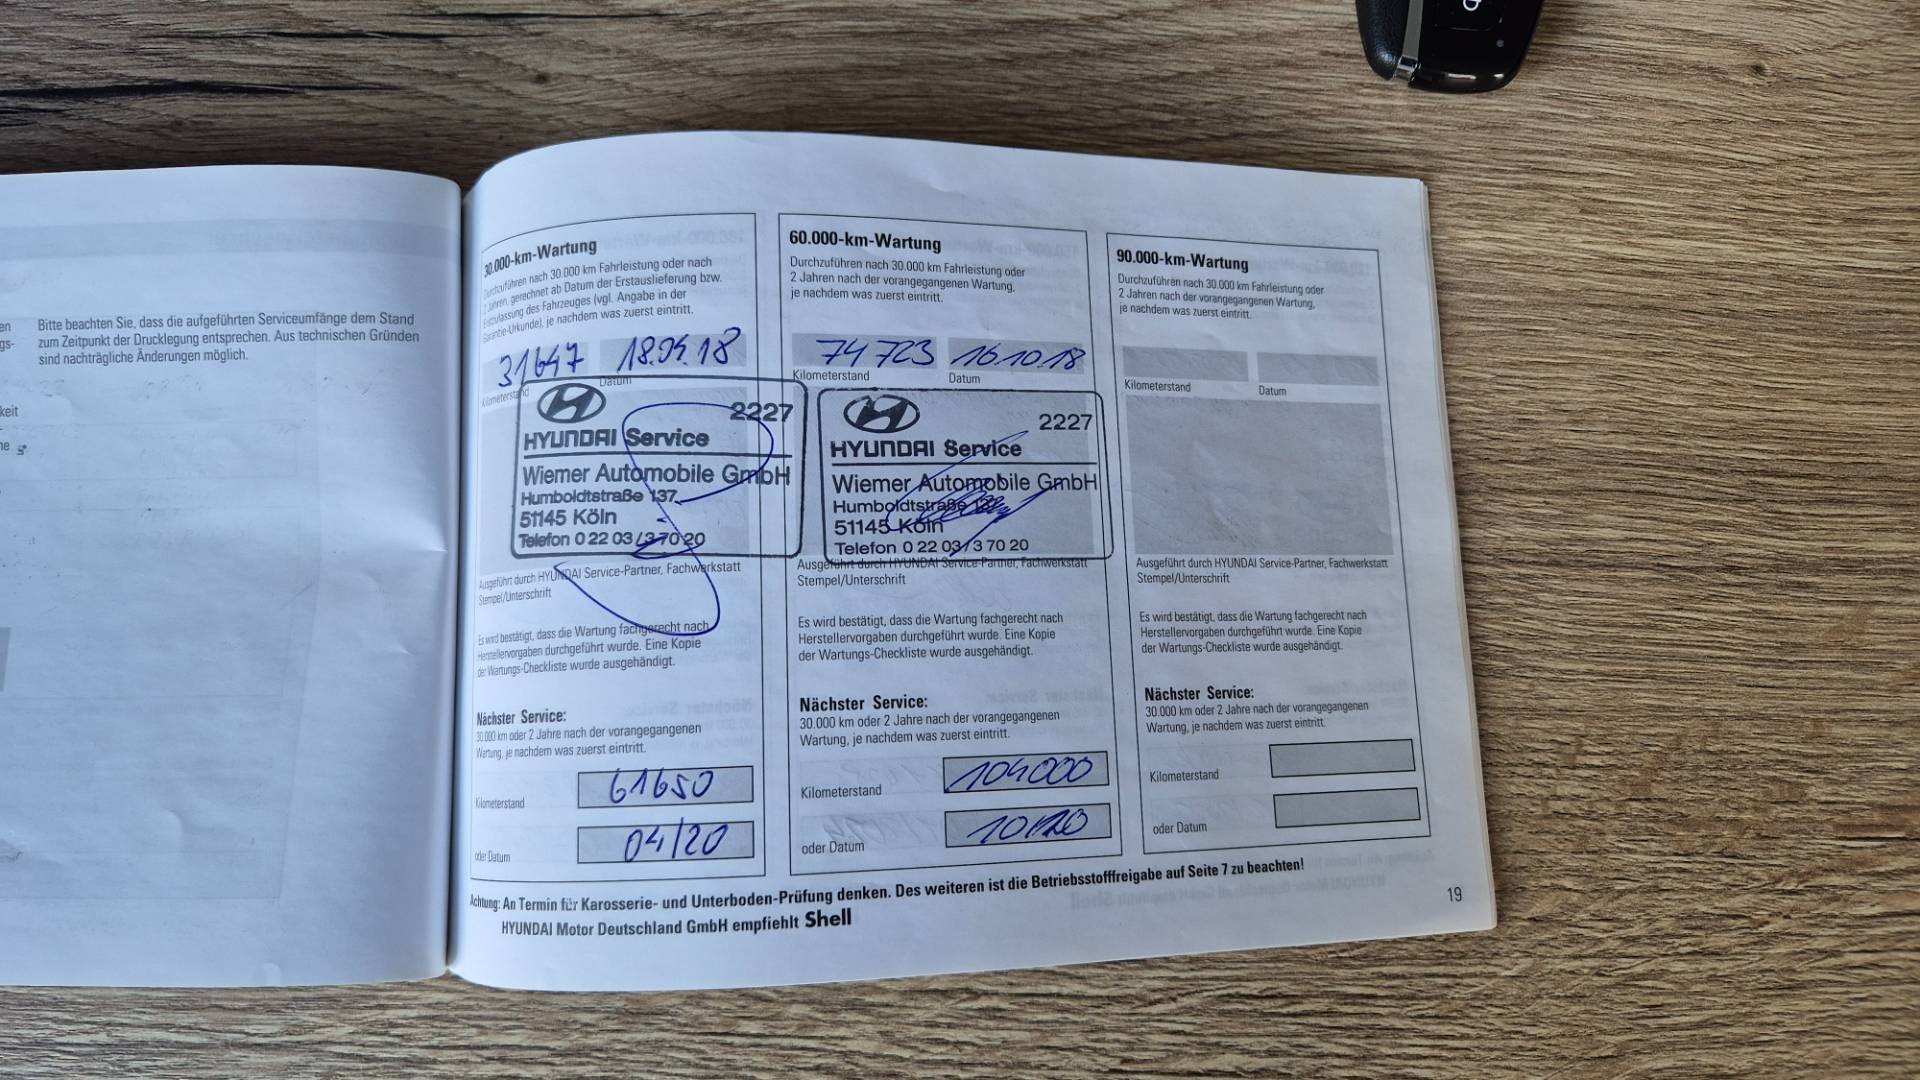 Bitte beachten Sie, dass die aufgeführten Serviceumfänge dem Stand
zum Zeitpunkt der Drucklegung entsprechen. Aus technischen Gründen
sind nachträgliche Änderungen möglich.
30.000-km-Wartung
Durchzuführen nach 30.000 km Fahrleistung oder nach
2 Jahren, gerechnet ab Datum der Erstauslieferung bzw.
Erstzulassung des Fahrzeuges (vgl. Angabe in der
Garantie-Urkunde), je nachdem was zuerst eintritt.
31647 18.04.18
Kilometerstand Datum
2227
HYUNDAI Service
Wiemer Automobile GmbH
Humboldtstraße 137
51145 Köln
Telefon 0 22 03/3 70 20
Ausgeführt durch HYUNDAI Service-Partner, Fachwerkstatt
Stempel/Unterschrift
Es wird bestätigt, dass die Wartung fachgerecht nach
Herstellervorgaben durchgeführt wurde. Eine Kopie
der Wartungs-Checkliste wurde ausgehändigt.
Nächster Service:
30.000 km oder 2 Jahre nach der vorangegangenen
Wartung, je nachdem was zuerst eintritt.
Kilometerstand 61650
oder Datum 04/20
60.000-km-Wartung
Durchzuführen nach 30.000 km Fahrleistung oder
2 Jahren nach der vorangegangenen Wartung,
je nachdem was zuerst eintritt.
74723 16.10.18
Kilometerstand Datum
2227
HYUNDAI Service
Wiemer Automobile GmbH
Humboldtstraße 137
51145 Köln
Telefon 0 22 03/3 70 20
Ausgeführt durch HYUNDAI Service-Partner, Fachwerkstatt
Stempel/Unterschrift
Es wird bestätigt, dass die Wartung fachgerecht nach
Herstellervorgaben durchgeführt wurde. Eine Kopie
der Wartungs-Checkliste wurde ausgehändigt.
Nächster Service:
30.000 km oder 2 Jahre nach der vorangegangenen
Wartung, je nachdem was zuerst eintritt.
Kilometerstand 104000
oder Datum 10/20
90.000-km-Wartung
Durchzuführen nach 30.000 km Fahrleistung oder
2 Jahren nach der vorangegangenen Wartung,
je nachdem was zuerst eintritt.
Kilometerstand Datum
Ausgeführt durch HYUNDAI Service-Partner, Fachwerkstatt
Stempel/Unterschrift
Es wird bestätigt, dass die Wartung fachgerecht nach
Herstellervorgaben durchgeführt wurde. Eine Kopie
der Wartungs-Checkliste wurde ausgehändigt.
Nächster Service:
30.000 km oder 2 Jahre nach der vorangegangenen
Wartung, je nachdem was zuerst eintritt.
Kilometerstand
oder Datum
Achtung: An Termin für Karosserie- und Unterboden-Prüfung denken. Des weiteren ist die Betriebsstofffreigabe auf Seite 7 zu beachten!
HYUNDAI Motor Deutschland GmbH empfiehlt Shell
19